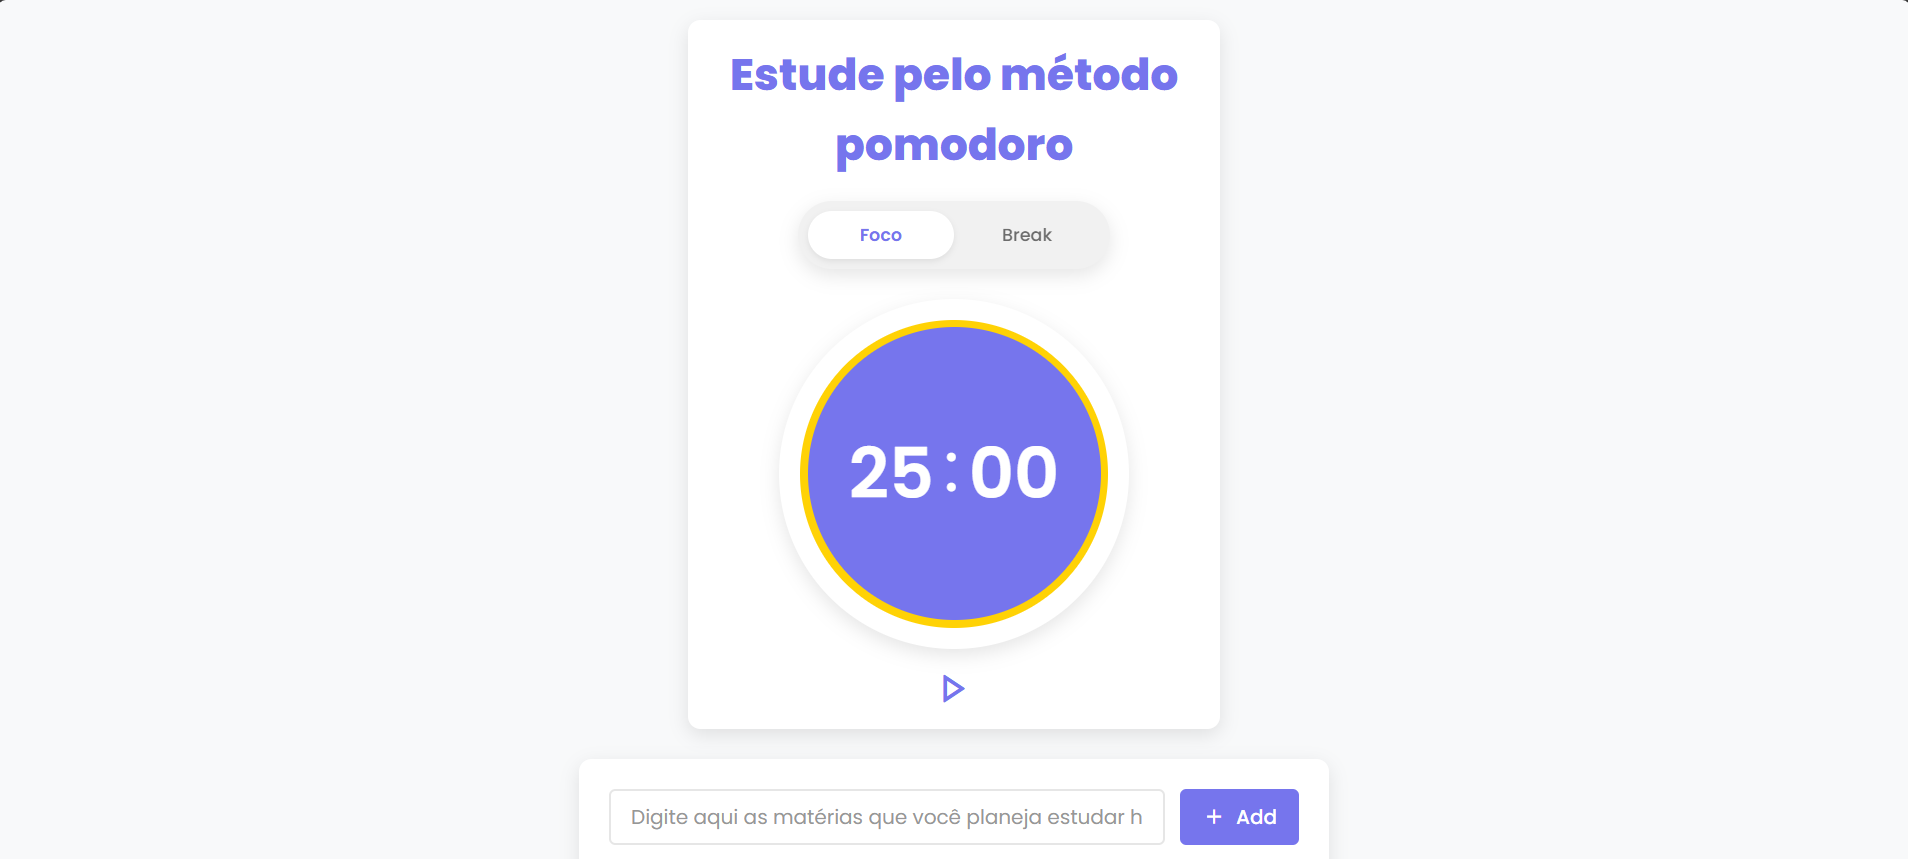 Estude pelo método
pomodoro
Foco
Break
25:00
Digite aqui as matérias que você planeja estudar h
+ Add